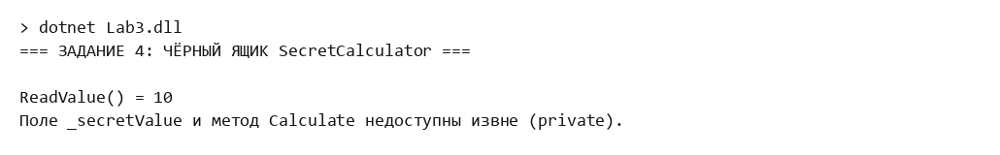 > dotnet Lab3.dll
=== ЗАДАНИЕ 4: ЧЁРНЫЙ ЯЩИК SecretCalculator ===
ReadValue() = 10
Поле _secretValue и метод Calculate недоступны извне (private).